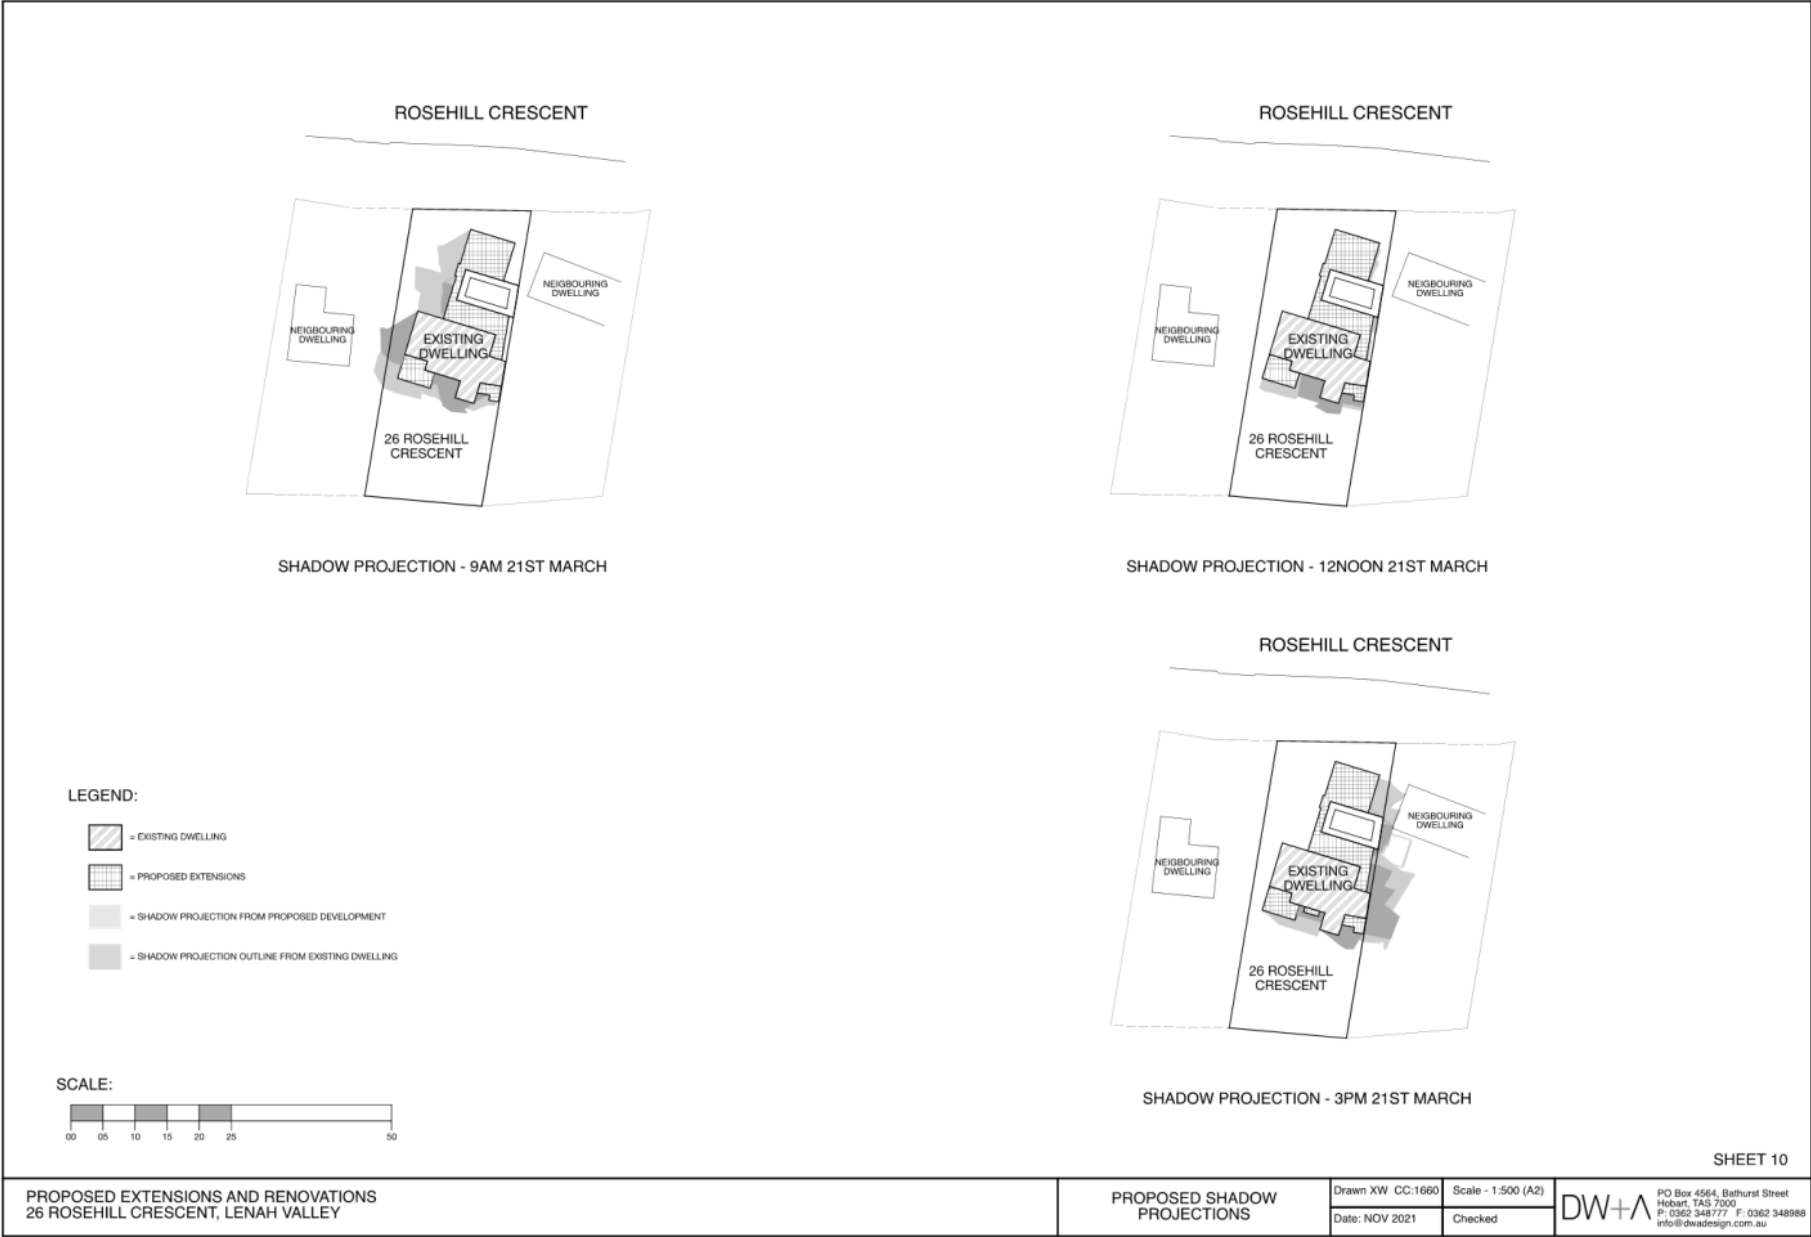 ROSEHILL CRESCENT
NEIGBOURING
DWELLING
NEIGBOURING
DWELLING
EXISTING
DWELLING
26 ROSEHILL
CRESCENT
SHADOW PROJECTION - 9AM 21ST MARCH
ROSEHILL CRESCENT
NEIGBOURING
DWELLING
NEIGBOURING
DWELLING
EXISTING
DWELLING
26 ROSEHILL
CRESCENT
SHADOW PROJECTION - 12NOON 21ST MARCH
ROSEHILL CRESCENT
NEIGBOURING
DWELLING
NEIGBOURING
DWELLING
EXISTING
DWELLING
26 ROSEHILL
CRESCENT
SHADOW PROJECTION - 3PM 21ST MARCH
LEGEND:
= EXISTING DWELLING
= PROPOSED EXTENSIONS
= SHADOW PROJECTION FROM PROPOSED DEVELOPMENT
= SHADOW PROJECTION OUTLINE FROM EXISTING DWELLING
SCALE:
00 05 10 15 20 25 50
SHEET 10
PROPOSED EXTENSIONS AND RENOVATIONS
26 ROSEHILL CRESCENT, LENAH VALLEY
PROPOSED SHADOW
PROJECTIONS
Drawn XW CC:1660
Scale - 1:500 (A2)
Date: NOV 2021
Checked
DW+A
PO Box 4564, Bathurst Street
Hobart, TAS 7000
P: 0362 348777 F: 0362 348988
info@dwadesign.com.au